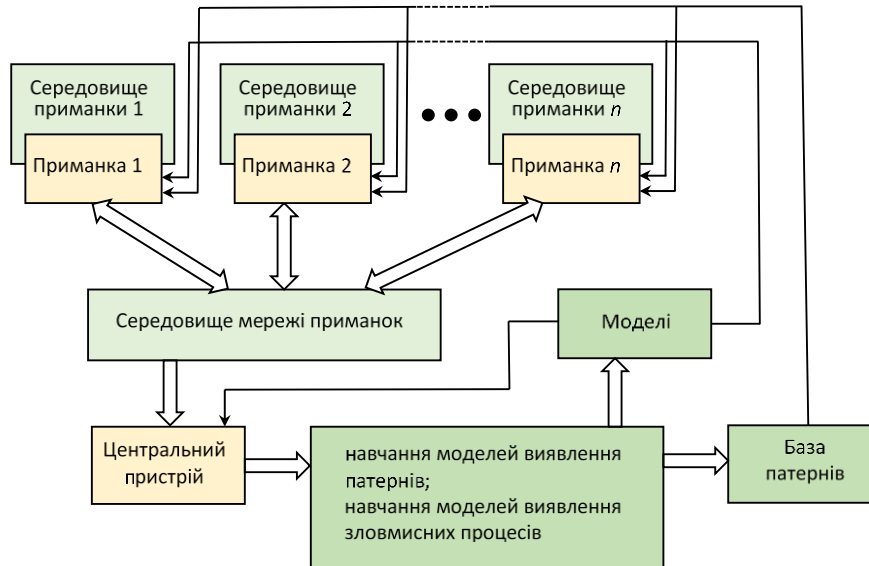 Середовище
приманки 1
Середовище
приманки 2
Середовище
приманки n
Приманка 1
Приманка 2
Приманка n
Середовище мережі приманок
Моделі
Центральний
пристрій
навчання моделей виявлення
патернів;
навчання моделей виявлення
зловмисних процесів
База
патернів